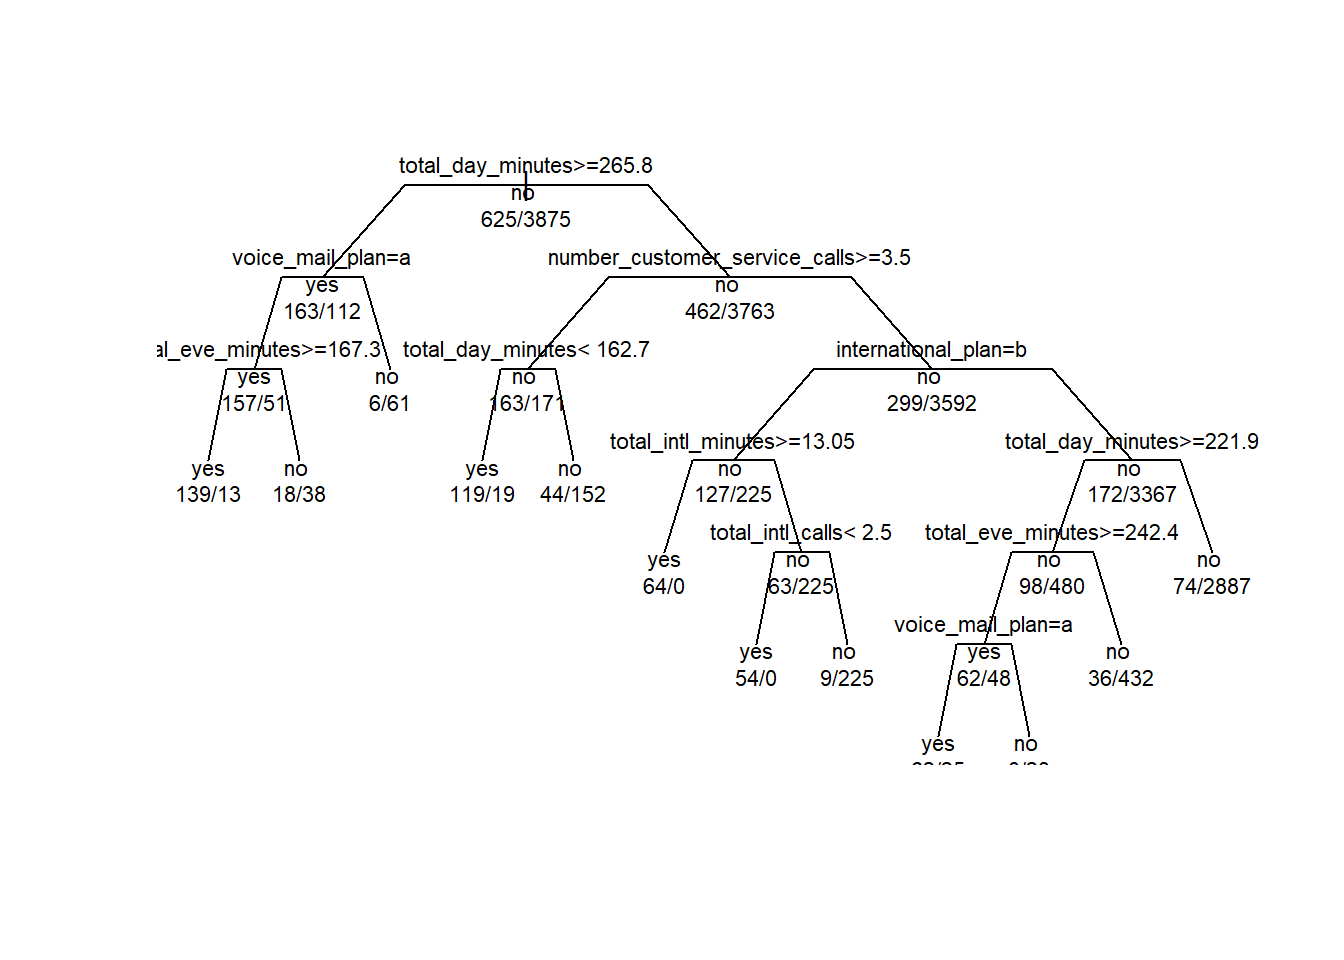 total_day_minutes>=265.8
no
625/3875
voice_mail_plan=a
number_customer_service_calls>=3.5
yes
163/112
no
462/3763
al_eve_minutes>=167.3
total_day_minutes< 162.7
international_plan=b
yes
157/51
no
6/61
no
163/171
no
299/3592
total_intl_minutes>=13.05
total_day_minutes>=221.9
yes
139/13
no
18/38
yes
119/19
no
44/152
no
127/225
no
172/3367
total_intl_calls< 2.5
total_eve_minutes>=242.4
yes
64/0
no
63/225
no
98/480
no
74/2887
voice_mail_plan=a
yes
54/0
no
9/225
yes
62/48
no
36/432
yes
no